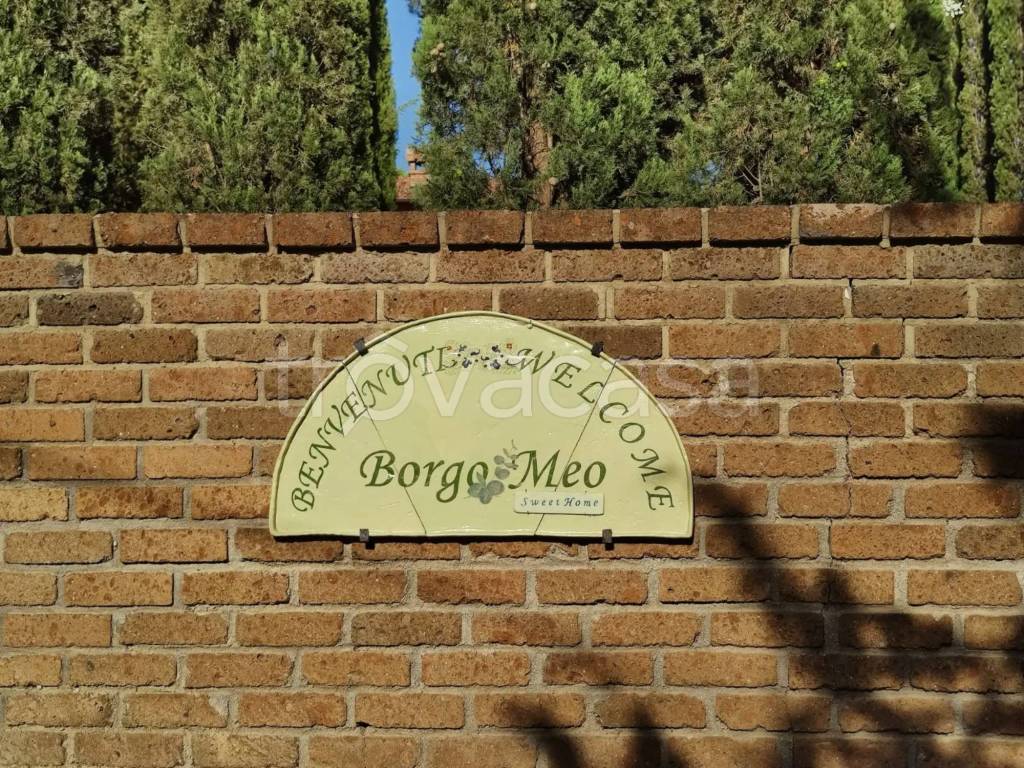 BENVENUTI WELCOME
Borgo Meo
Sweet Home
trovacasa